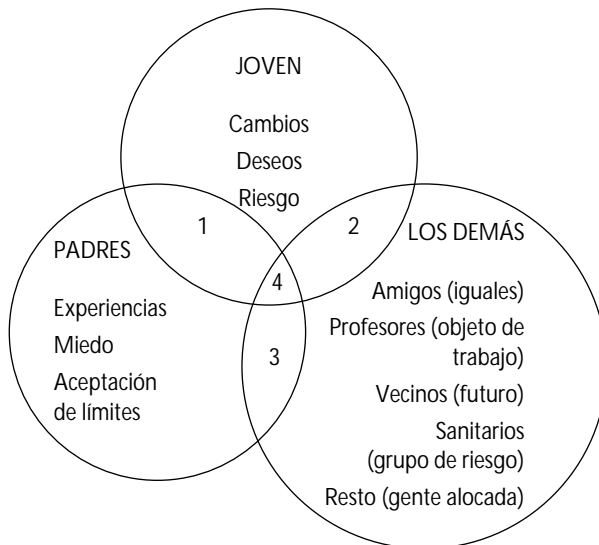 JOVEN
Cambios
Deseos
Riesgo
1
2
PADRES
LOS DEMÁS
4
Experiencias
Miedo
Aceptación
de límites
3
Amigos (iguales)
Profesores (objeto de
trabajo)
Vecinos (futuro)
Sanitarios
(grupo de riesgo)
Resto (gente alocada)